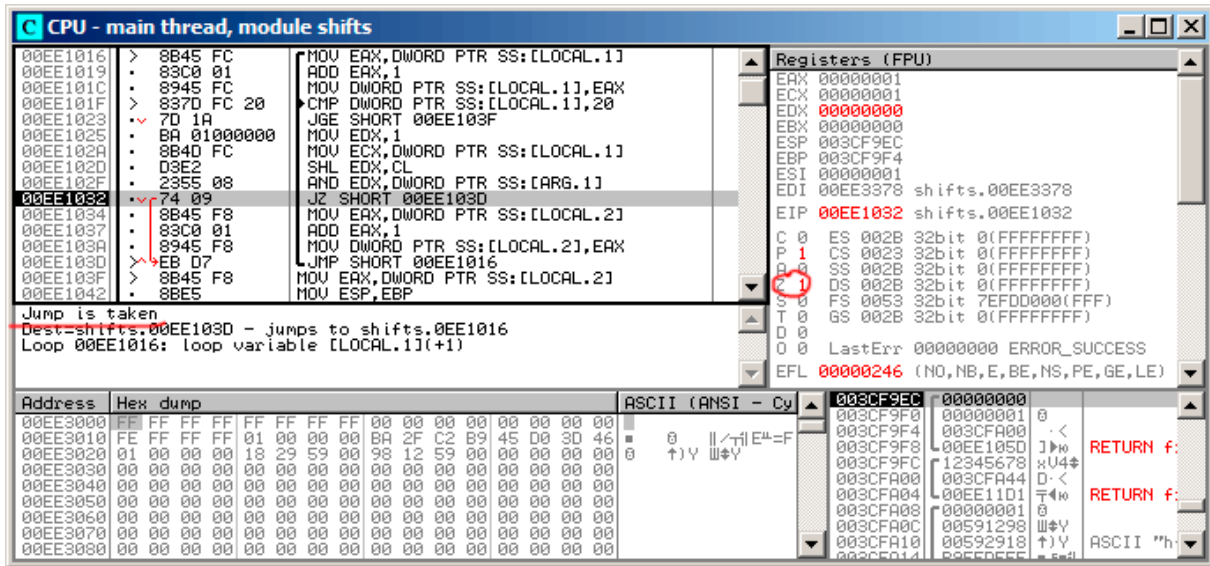 C CPU - main thread, module shifts
00EE1016 > 8B45 FC MOV EAX,DWORD PTR SS:[LOCAL.1]
00EE1019 . 83C0 01 ADD EAX,1
00EE101C . 8945 FC MOV DWORD PTR SS:[LOCAL.1],EAX
00EE101F > 837D FC 20 CMP DWORD PTR SS:[LOCAL.1],20
00EE1023 . 7D 1A JGE SHORT 00EE103F
00EE1025 . BA 01000000 MOV EDX,1
00EE102A . 8B4D FC MOV ECX,DWORD PTR SS:[LOCAL.1]
00EE102D . D3E2 SHL EDX,CL
00EE102F . 2355 08 AND EDX,DWORD PTR SS:[ARG.1]
00EE1032 . 74 09 JZ SHORT 00EE103D
00EE1034 . 8B45 F8 MOV EAX,DWORD PTR SS:[LOCAL.2]
00EE1037 . 83C0 01 ADD EAX,1
00EE103A . 8945 F8 MOV DWORD PTR SS:[LOCAL.2],EAX
00EE103D > EB D7 JMP SHORT 00EE1016
00EE103F > 8B45 F8 MOV EAX,DWORD PTR SS:[LOCAL.2]
00EE1042 . 8BE5 MOV ESP,EBP
Jump is taken
Dest=shifts.00EE103D - jumps to shifts.0EE1016
Loop 00EE1016: loop variable [LOCAL.1](+1)
Registers (FPU)
EAX 00000001
ECX 00000001
EDX 00000000
EBX 00000000
ESP 003CF9EC
EBP 003CF9F4
ESI 00000001
EDI 00EE3378 shifts.00EE3378
EIP 00EE1032 shifts.00EE1032
C 0 ES 002B 32bit 0(FFFFFFFF)
P 1 CS 0023 32bit 0(FFFFFFFF)
A 0 SS 002B 32bit 0(FFFFFFFF)
Z 1 DS 002B 32bit 0(FFFFFFFF)
S 0 FS 0053 32bit 7EFDD000(FFF)
T 0 GS 002B 32bit 0(FFFFFFFF)
D 0
O 0 LastErr 00000000 ERROR_SUCCESS
EFL 00000246 (NO,NB,E,BE,NS,PE,GE,LE)
Address Hex dump ASCII (ANSI - Cy
00EE3000 FF FF FF FF FF FF FF FF 00 00 00 00 00 00 00 00
00EE3010 FE FF FF FF 01 00 00 00 BA 2F C2 B9 45 D0 3D 46
00EE3020 01 00 00 00 18 29 59 00 98 12 59 00 00 00 00 00
00EE3030 00 00 00 00 00 00 00 00 00 00 00 00 00 00 00 00
00EE3040 00 00 00 00 00 00 00 00 00 00 00 00 00 00 00 00
00EE3050 00 00 00 00 00 00 00 00 00 00 00 00 00 00 00 00
00EE3060 00 00 00 00 00 00 00 00 00 00 00 00 00 00 00 00
00EE3070 00 00 00 00 00 00 00 00 00 00 00 00 00 00 00 00
00EE3080 00 00 00 00 00 00 00 00 00 00 00 00 00 00 00 00
003CF9EC 00000000
003CF9F0 00000001
003CF9F4 003CFA00
003CF9F8 00EE105D RETURN f
003CF9FC 12345678 xV4‡
003CFA00 003CFA44
003CFA04 00EE11D1 RETURN f
003CFA08 00000001
003CFA0C 00591298
003CFA10 00592918 ASCII "h